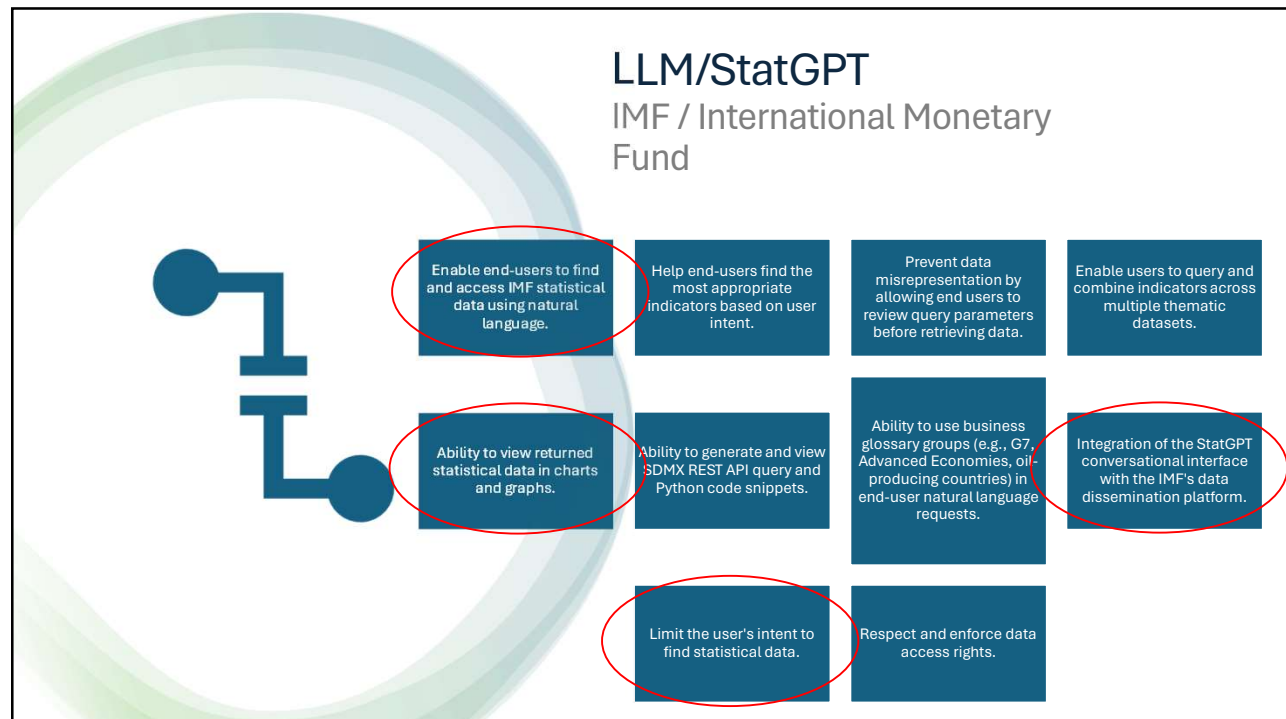 LLM/StatGPT
IMF / International Monetary
Fund
Enable end-users to find
and access IMF statistical
data using natural
language.
Help end-users find the
most appropriate
indicators based on user
intent.
Prevent data
misrepresentation by
allowing end users to
review query parameters
before retrieving data.
Enable users to query and
combine indicators across
multiple thematic
datasets.
Ability to view returned
statistical data in charts
and graphs.
Ability to generate and view
SDMX REST API query and
Python code snippets.
Ability to use business
glossary groups (e.g., G7,
Advanced Economies, oil-
producing countries) in
end-user natural language
requests.
Integration of the StatGPT
conversational interface
with the IMF's data
dissemination platform.
Limit the user's intent to
find statistical data.
Respect and enforce data
access rights.